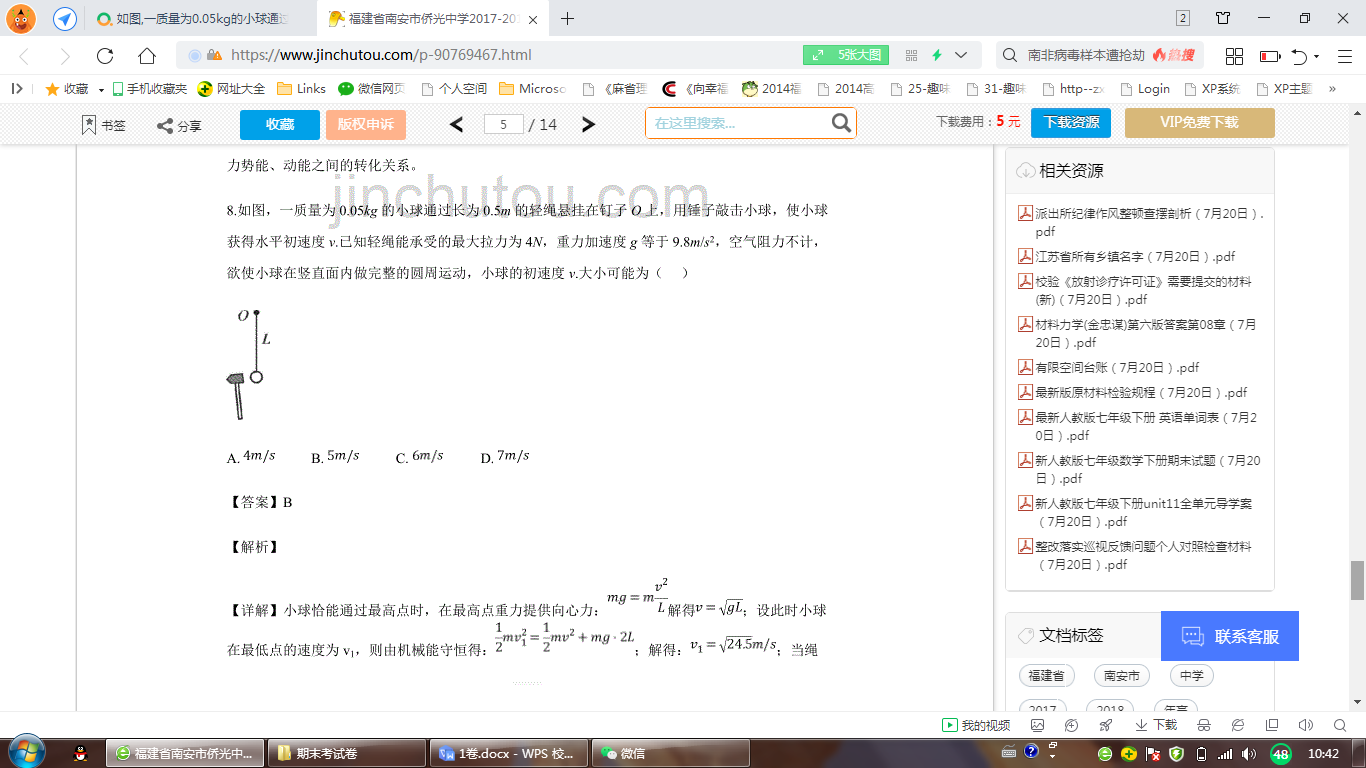 如图,一质量为0.05kg的小球通过
福建省南安市侨光中学2017-201
2
https://www.jinchutou.com/p-90769467.html
5张大图
南非病毒样本遭抢劫
热搜
收藏
手机收藏夹
网址大全
Links
微信网页
个人空间
Microso
《麻雀理
《向幸福
2014福
2014高
25-趣味
31-趣味
http--zx
Login
XP系统
XP主题
»
书签
分享
收藏
版权申诉
5 / 14
在这里搜索...
下载费用：5 元
下载资源
VIP免费下载
力势能、动能之间的转化关系。
jinchutou.com
8.如图，一质量为 0.05kg 的小球通过长为 0.5m 的轻绳悬挂在钉子 O 上，用锤子敲击小球，使小球
获得水平初速度 v.已知轻绳能承受的最大拉力为 4N，重力加速度 g 等于 9.8m/s²，空气阻力不计，
欲使小球在竖直面内做完整的圆周运动，小球的初速度 v.大小可能为（ ）
O
L
A. 4m/s B. 5m/s C. 6m/s D. 7m/s
【答案】B
【解析】
【详解】小球恰能通过最高点时，在最高点重力提供向心力：mg = m v²/L 解得v = √gL；设此时小球
在最低点的速度为 v₁，则由机械能守恒得：1/2 mv₁² = 1/2 mv² + mg · 2L；解得：v₁ = √24.5m/s；当绳
相关资源
派出所纪律作风整顿查摆剖析（7月20日）.
pdf
江苏省所有乡镇名字（7月20日）.pdf
校验《放射诊疗许可证》需要提交的材料
(新)（7月20日）.pdf
材料力学(金忠谋)第六版答案第08章（7月
20日）.pdf
有限空间台账（7月20日）.pdf
最新版原材料检验规程（7月20日）.pdf
最新人教版七年级下册 英语单词表（7月2
0日）.pdf
新人教版七年级数学下册期末试题（7月20
日）.pdf
新人教版七年级下册unit11全单元导学案
（7月20日）.pdf
整改落实巡视反馈问题个人对照检查材料
（7月20日）.pdf
文档标签
联系客服
福建省
南安市
中学
2017
2018
年高
我的视频
下载
福建省南安市侨光中...
期末考试卷
1卷.docx - WPS 校...
微信
48
10:42